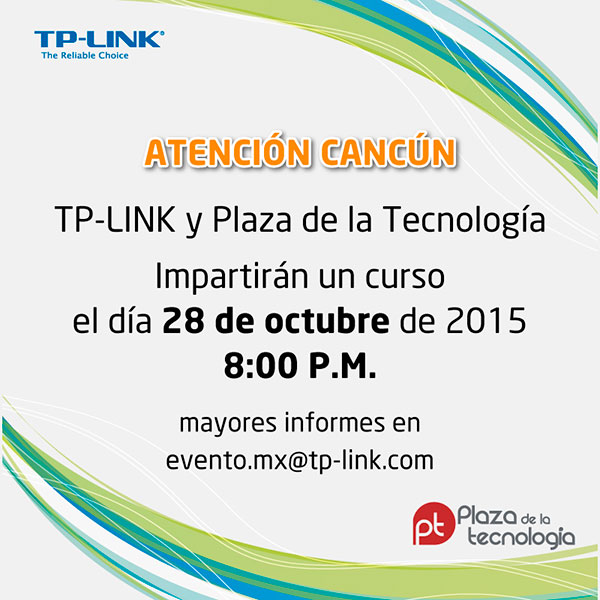 TP-LINK®
The Reliable Choice
ATENCIÓN CANCÚN
TP-LINK y Plaza de la Tecnología
Impartirán un curso
el día 28 de octubre de 2015
8:00 P.M.
mayores informes en
evento.mx@tp-link.com
pt Plaza de la
tecnología